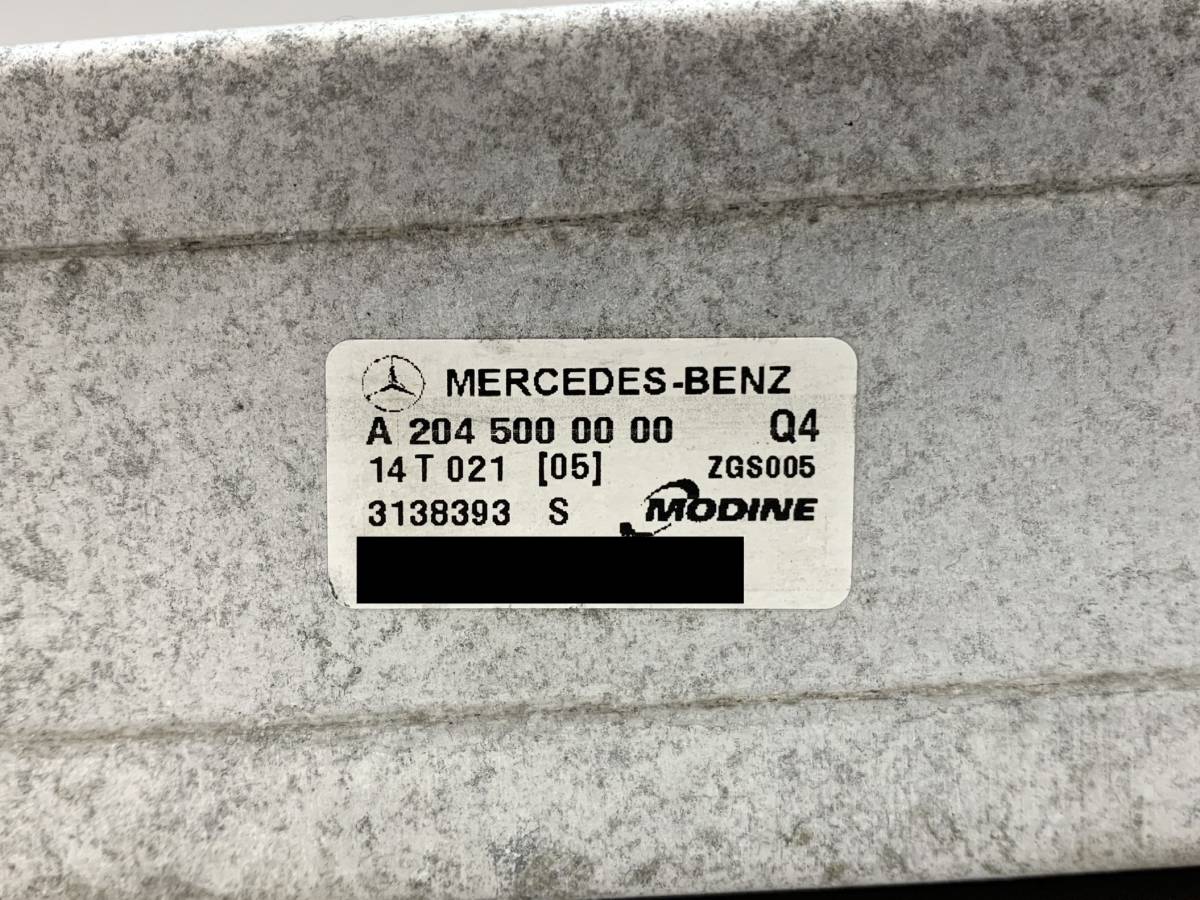 MERCEDES-BENZ
A 204 500 00 00 Q4
14 T 021 [05] ZGS005
3138393 S MODINE